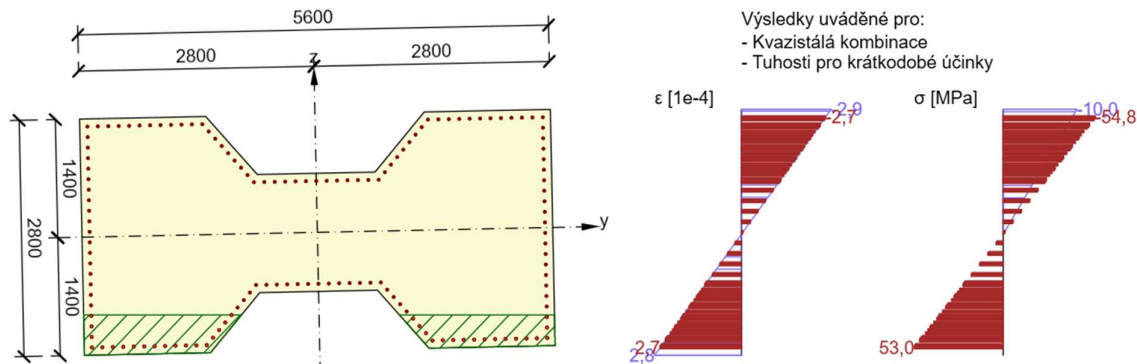 5600
2800
2800
z
y
2800
1400
1400
Výsledky uváděné pro:
- Kvazistálá kombinace
- Tuhosti pro krátkodobé účinky
ε [1e-4]
-2,9
-2,7
2,7
2,8
σ [MPa]
-10,0
-54,8
53,0